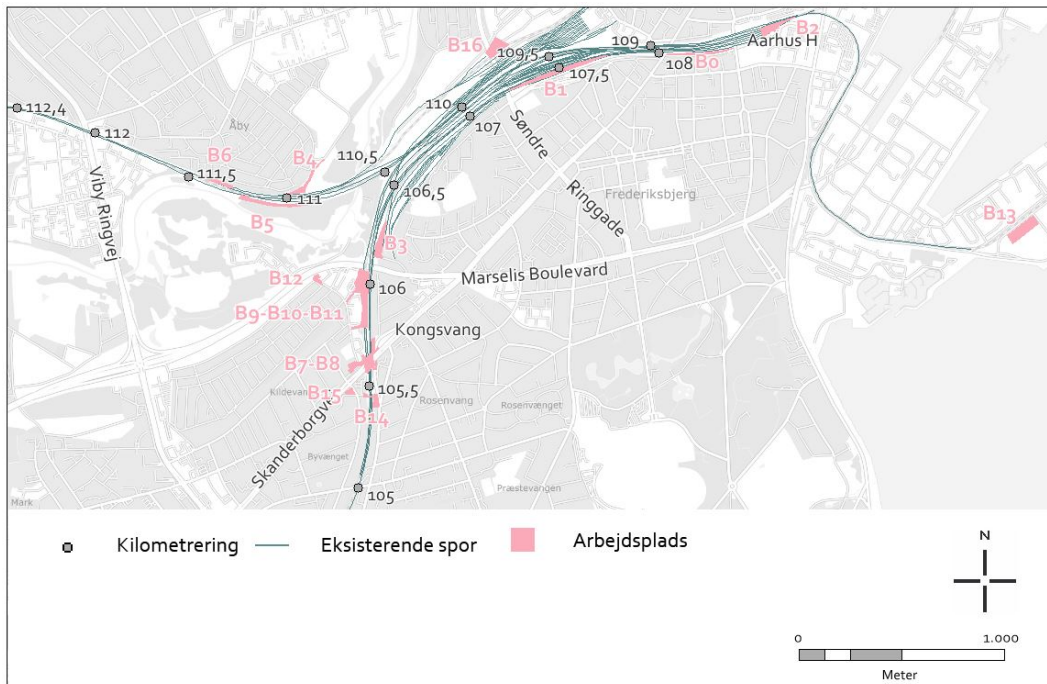 B16
109,5
109
Aarhus H
B2
108
B0
107,5
B1
112,4
112
Åby
110
107
Søndre
Ringgade
B6
B4
110,5
111,5
111
106,5
Frederiksbjerg
Viby Ringvej
B5
B3
B13
B12
Marselis Boulevard
106
B9-B10-B11
Kongsvang
B7-B8
B15
105,5
Rosenvang
Rosenvænget
B14
Skanderborgv
Byvænget
105
Præstevangen
Mark
Kilometrering
Eksisterende spor
Arbejdsplads
N
0
1.000
Meter